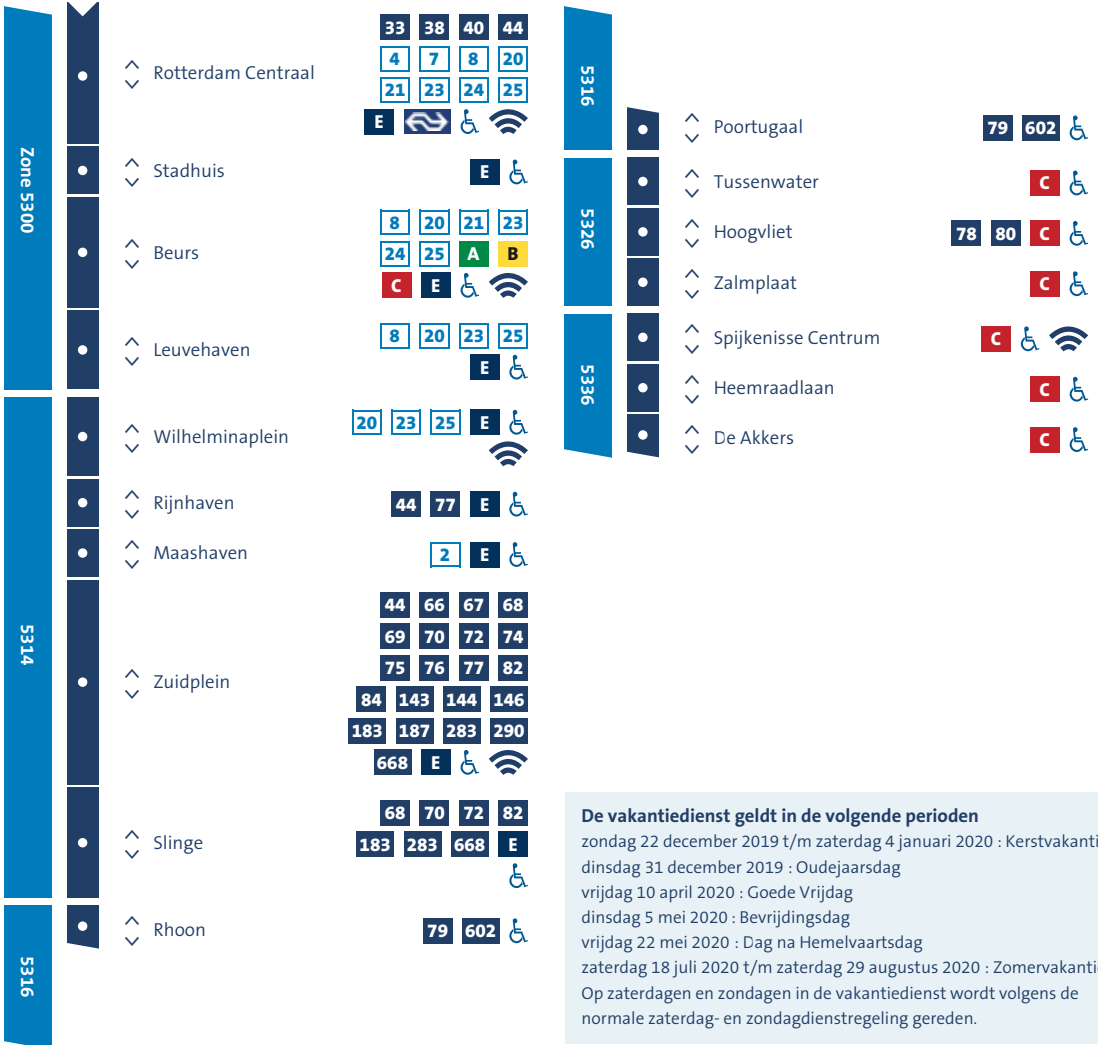 Zone 5300
33 38 40 44
Rotterdam Centraal
4 7 8 20
21 23 24 25
E
Stadhuis E
8 20 21 23
Beurs 24 25 A B
C E
Leuvehaven 8 20 23 25
E
5314
Wilhelminaplein 20 23 25 E
Rijnhaven 44 77 E
Maashaven 2 E
44 66 67 68
69 70 72 74
75 76 77 82
Zuidplein
84 143 144 146
183 187 283 290
668 E
68 70 72 82
Slinge 183 283 668 E
5316
Rhoon 79 602
5316
Poortugaal 79 602
5326
Tussenwater C
Hoogvliet 78 80 C
Zalmplaat C
5336
Spijkenisse Centrum C
Heemraadlaan C
De Akkers C
De vakantiedienst geldt in de volgende perioden
zondag 22 december 2019 t/m zaterdag 4 januari 2020 : Kerstvakanti
dinsdag 31 december 2019 : Oudejaarsdag
vrijdag 10 april 2020 : Goede Vrijdag
dinsdag 5 mei 2020 : Bevrijdingsdag
vrijdag 22 mei 2020 : Dag na Hemelvaartsdag
zaterdag 18 juli 2020 t/m zaterdag 29 augustus 2020 : Zomervakanti
Op zaterdagen en zondagen in de vakantiedienst wordt volgens de
normale zaterdag- en zondagdienstregeling gereden.